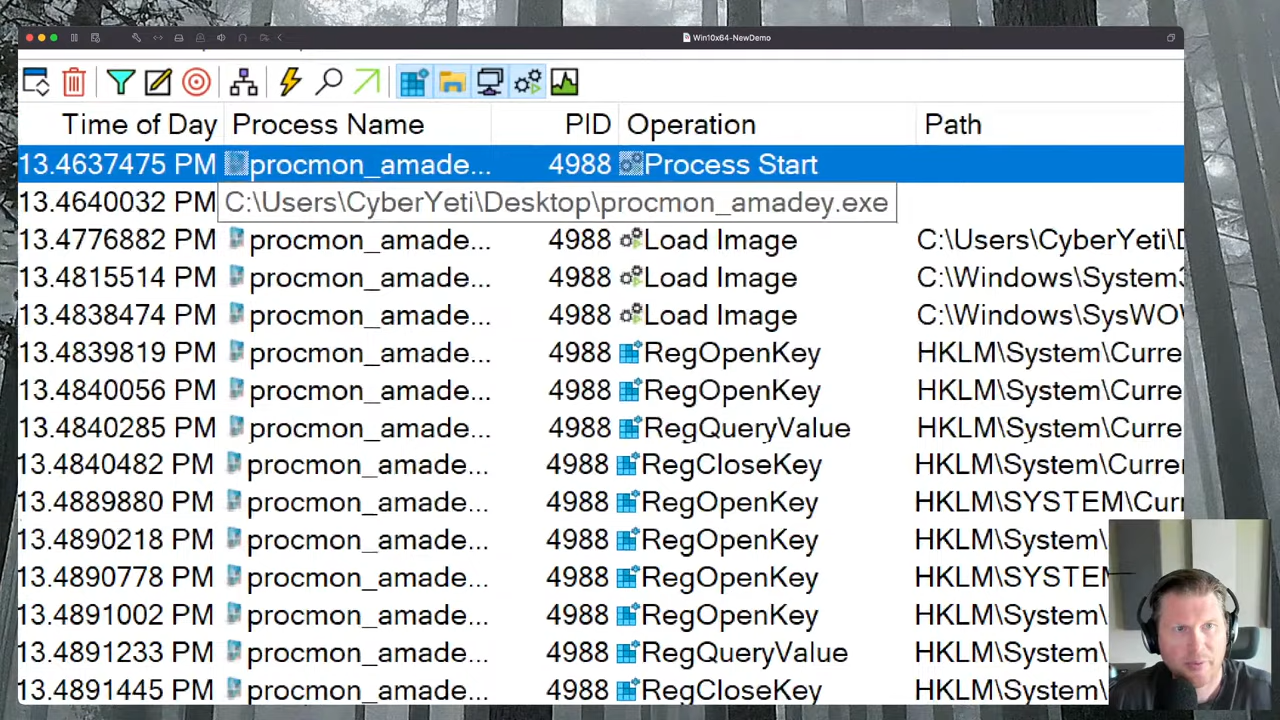 Win10x64-NewDemo
Time of Day Process Name PID Operation Path
13.4637475 PM procmon_amade... 4988 Process Start
13.4640032 PM C:\Users\CyberYeti\Desktop\procmon_amadey.exe
13.4776882 PM procmon_amade... 4988 Load Image C:\Users\CyberYeti\D
13.4815514 PM procmon_amade... 4988 Load Image C:\Windows\System3
13.4838474 PM procmon_amade... 4988 Load Image C:\Windows\SysWOW
13.4839819 PM procmon_amade... 4988 RegOpenKey HKLM\System\Curre
13.4840056 PM procmon_amade... 4988 RegOpenKey HKLM\System\Curre
13.4840285 PM procmon_amade... 4988 RegQueryValue HKLM\System\Curre
13.4840482 PM procmon_amade... 4988 RegCloseKey HKLM\System\Curre
13.4889880 PM procmon_amade... 4988 RegOpenKey HKLM\SYSTEM\Curr
13.4890218 PM procmon_amade... 4988 RegOpenKey HKLM\System\
13.4890778 PM procmon_amade... 4988 RegOpenKey HKLM\SYSTEM
13.4891002 PM procmon_amade... 4988 RegOpenKey HKLM\System\
13.4891233 PM procmon_amade... 4988 RegQueryValue HKLM\System\
13.4891445 PM procmon_amade... 4988 RegCloseKey HKLM\System\